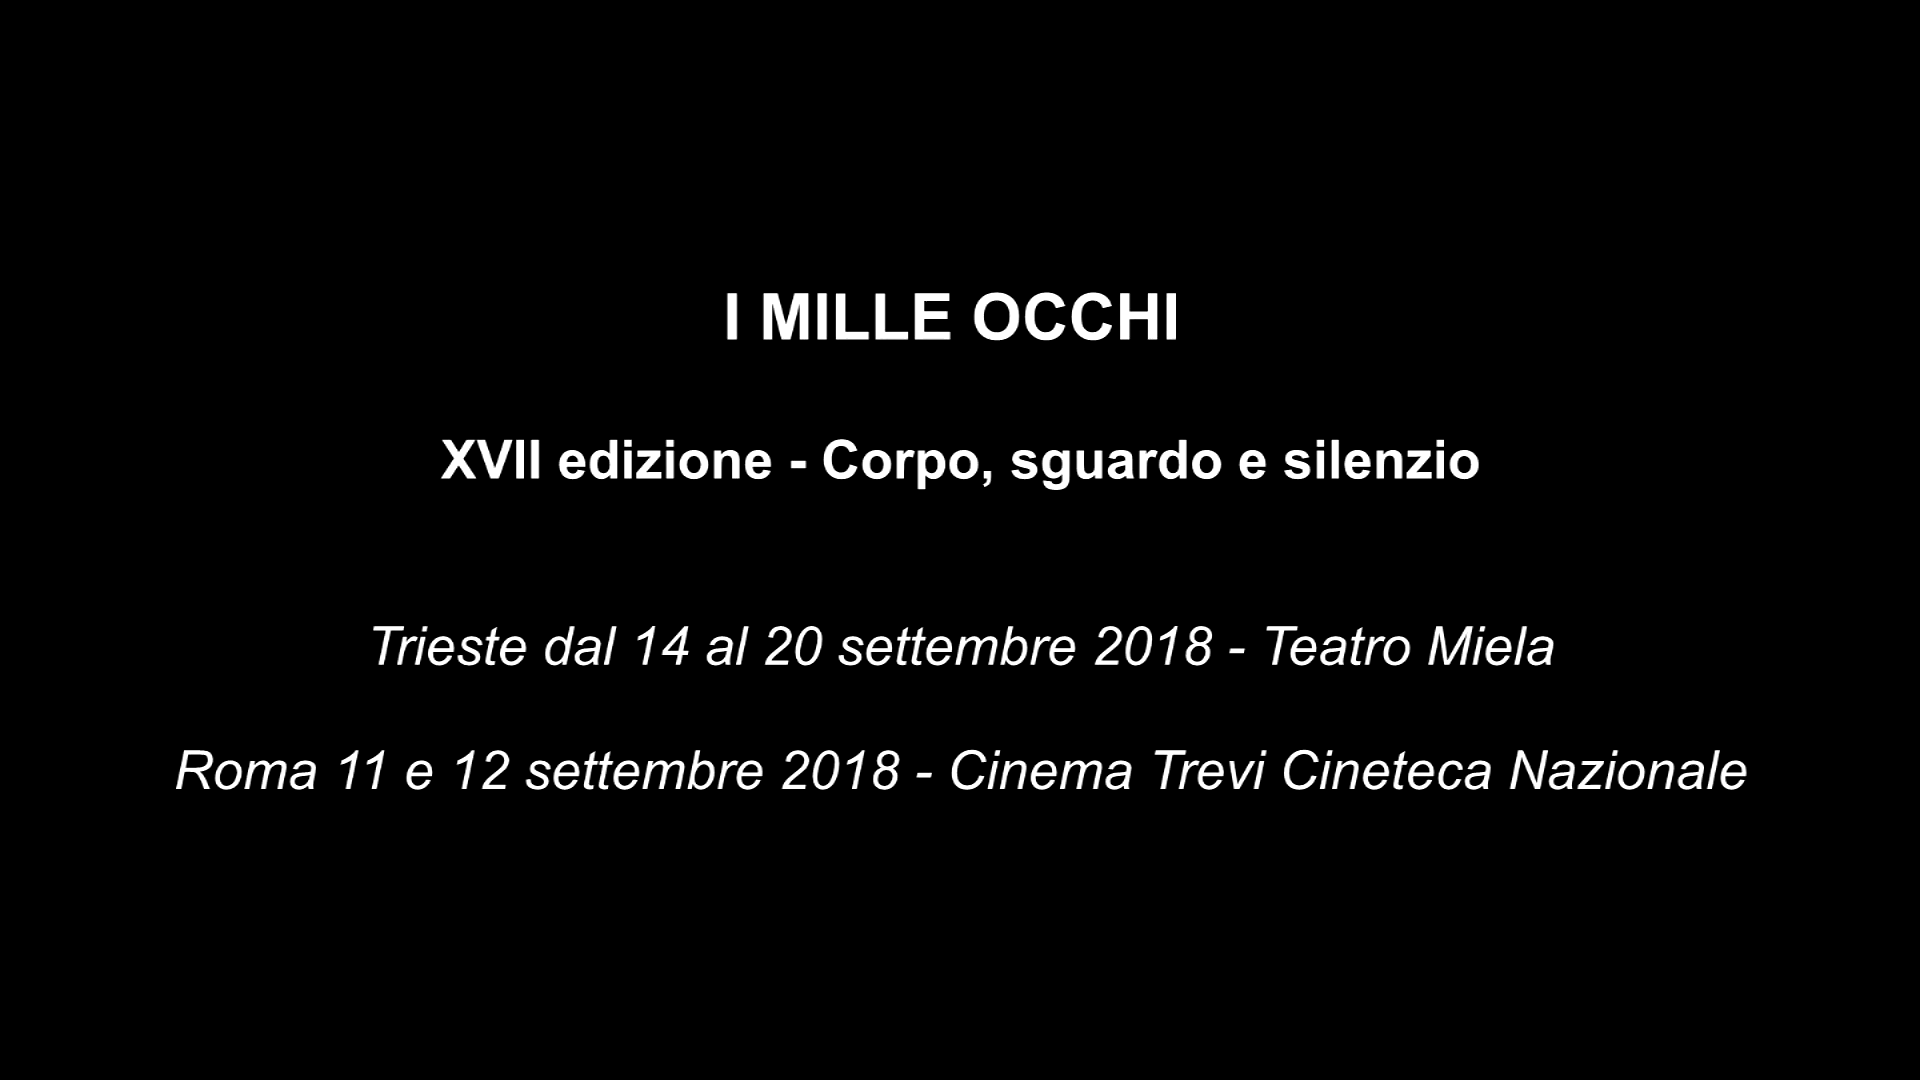 I MILLE OCCHI
XVII edizione - Corpo, sguardo e silenzio
Trieste dal 14 al 20 settembre 2018 - Teatro Miela
Roma 11 e 12 settembre 2018 - Cinema Trevi Cineteca Nazionale